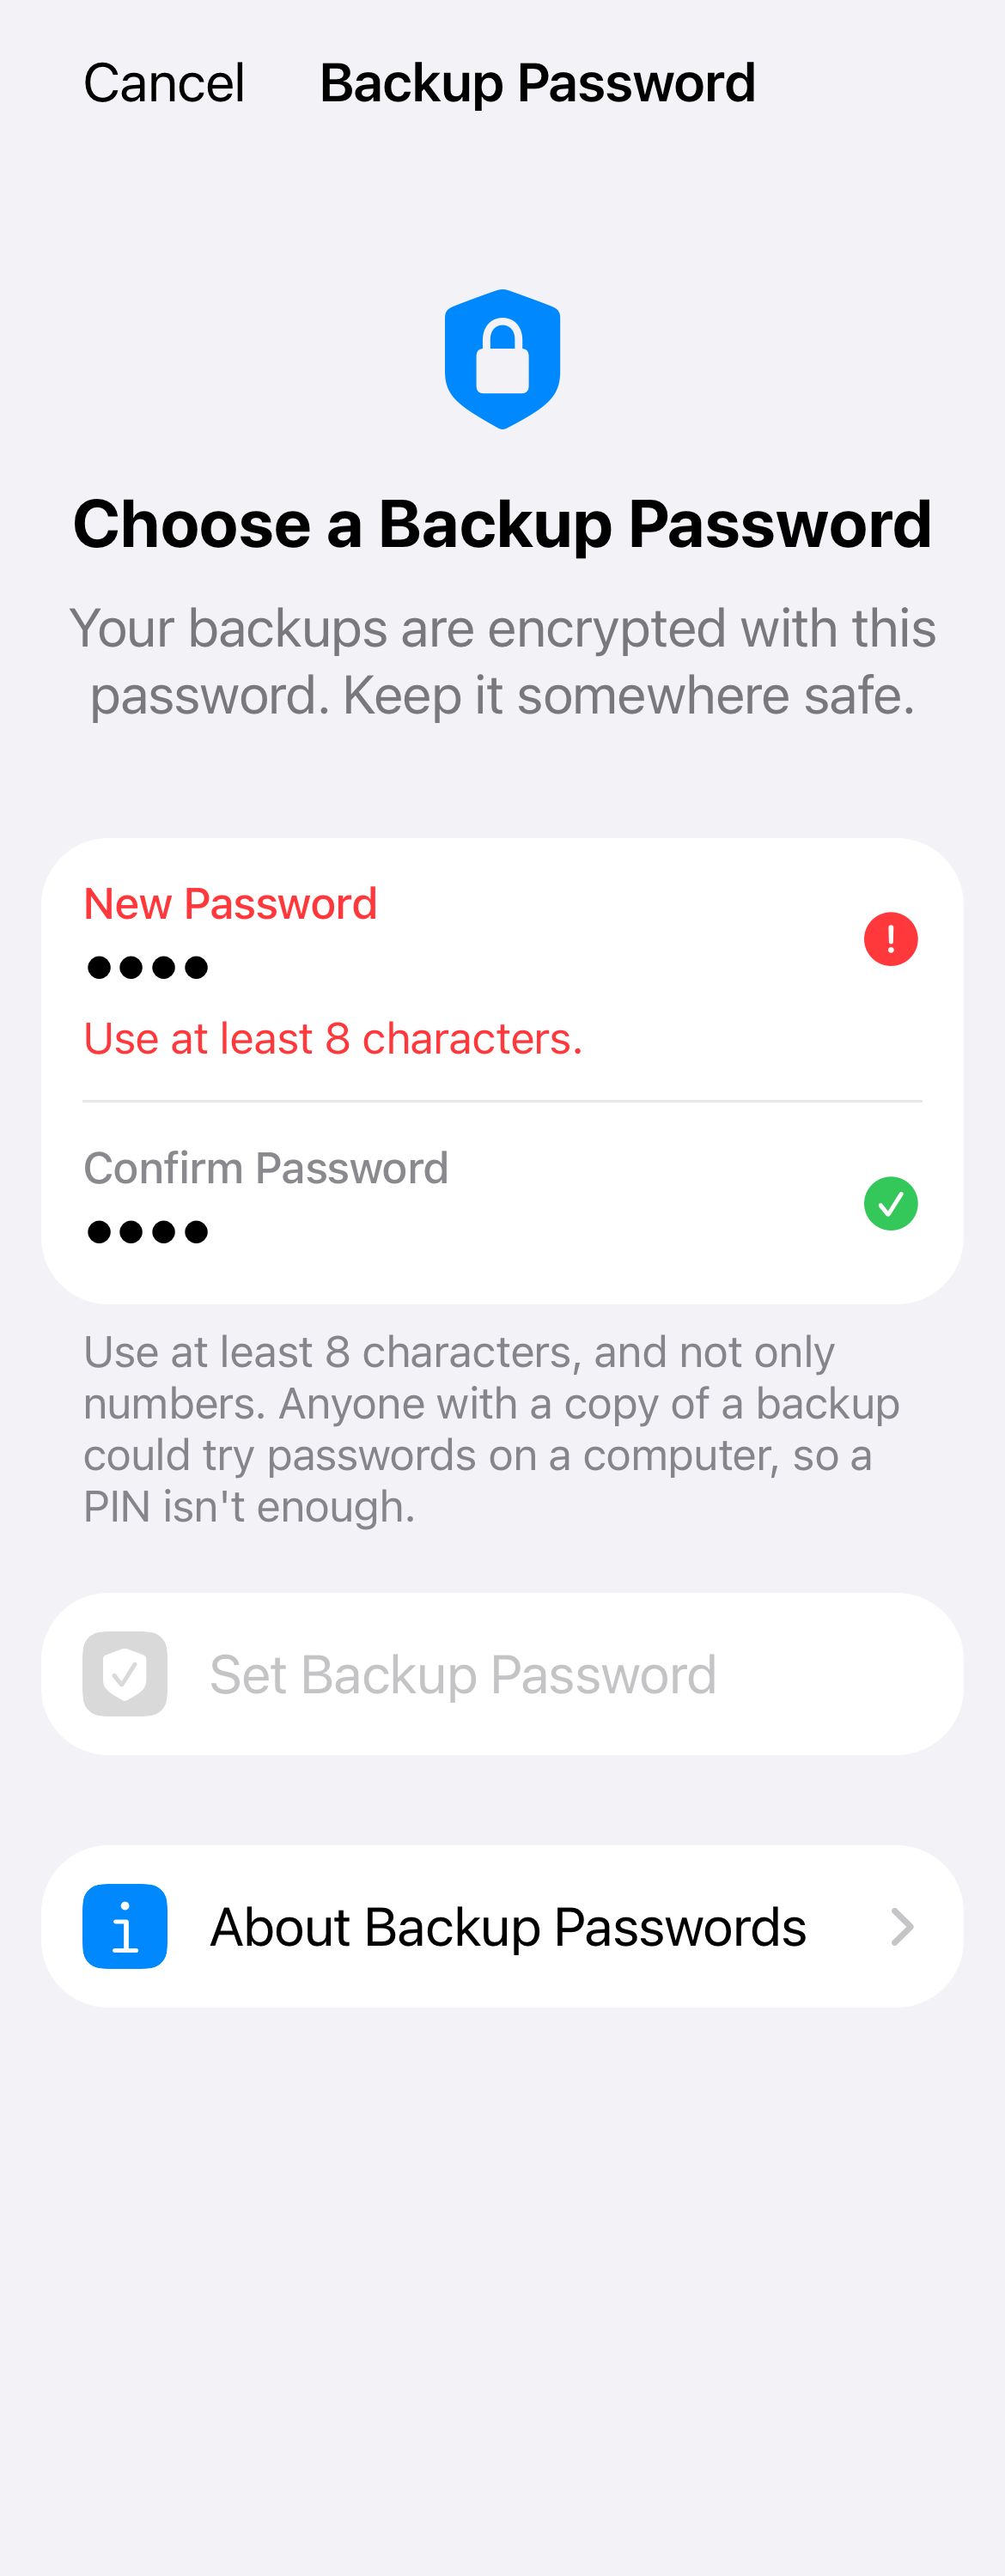 Cancel Backup Password
Choose a Backup Password
Your backups are encrypted with this
password. Keep it somewhere safe.
New Password
••••
Use at least 8 characters.
Confirm Password
••••
Use at least 8 characters, and not only
numbers. Anyone with a copy of a backup
could try passwords on a computer, so a
PIN isn't enough.
Set Backup Password
About Backup Passwords